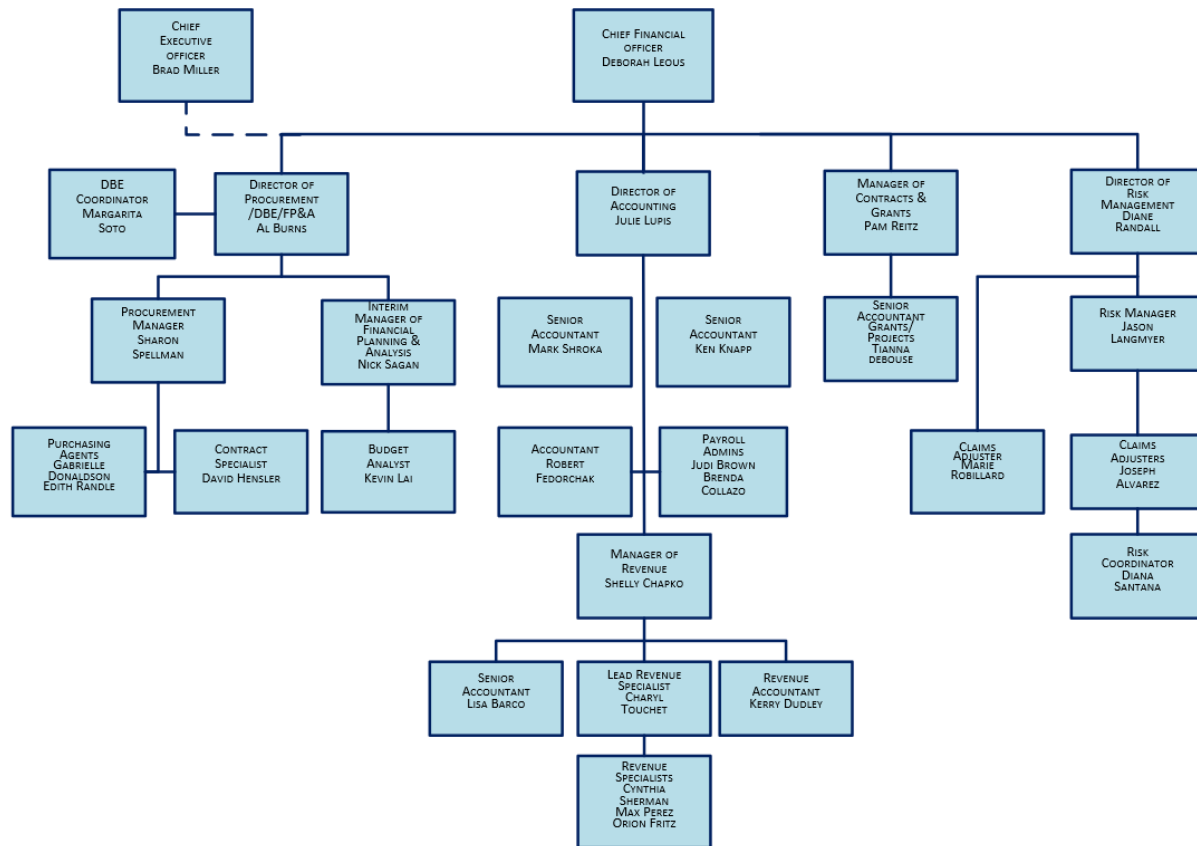 Chief
Executive
officer
Brad Miller
Chief Financial
officer
Deborah Leous
DBE
Coordinator
Margarita
Soto
Director of
Procurement
/DBE/FP&A
Al Burns
Director of
Accounting
Julie Lupis
Manager of
Contracts &
Grants
Pam Reitz
Director of
Risk
Management
Diane
Randall
Procurement
Manager
Sharon
Spellman
Interim
Manager of
Financial
Planning &
Analysis
Nick Sagan
Senior
Accountant
Mark Shroka
Senior
Accountant
Ken Knapp
Senior
Accountant
Grants/
Projects
Tianna
debouse
Risk Manager
Jason
Langmyer
Purchasing
Agents
Gabrielle
Donaldson
Edith Randle
Contract
Specialist
David Hensler
Budget
Analyst
Kevin Lai
Accountant
Robert
Fedorchak
Payroll
Admins
Judi Brown
Brenda
Collazo
Claims
Adjuster
Marie
Robillard
Claims
Adjusters
Joseph
Alvarez
Manager of
Revenue
Shelly Chapko
Risk
Coordinator
Diana
Santana
Senior
Accountant
Lisa Barco
Lead Revenue
Specialist
Charyl
Touchet
Revenue
Accountant
Kerry Dudley
Revenue
Specialists
Cynthia
Sherman
Max Perez
Orion Fritz